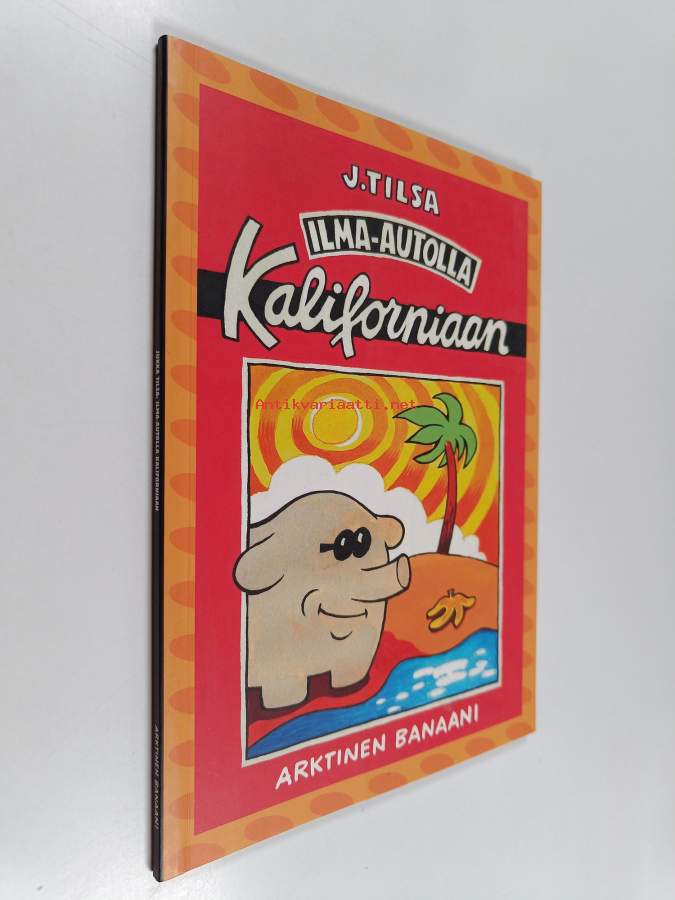 J.TILSA
ILMA-AUTOLLA
Kaliforniaan
Antikvariaatti.net
ARKTINEN BANAANI
JUKKA TILSA: ILMA-AUTOLLA KALIFORNIAAN
ARKTINEN BANAANI